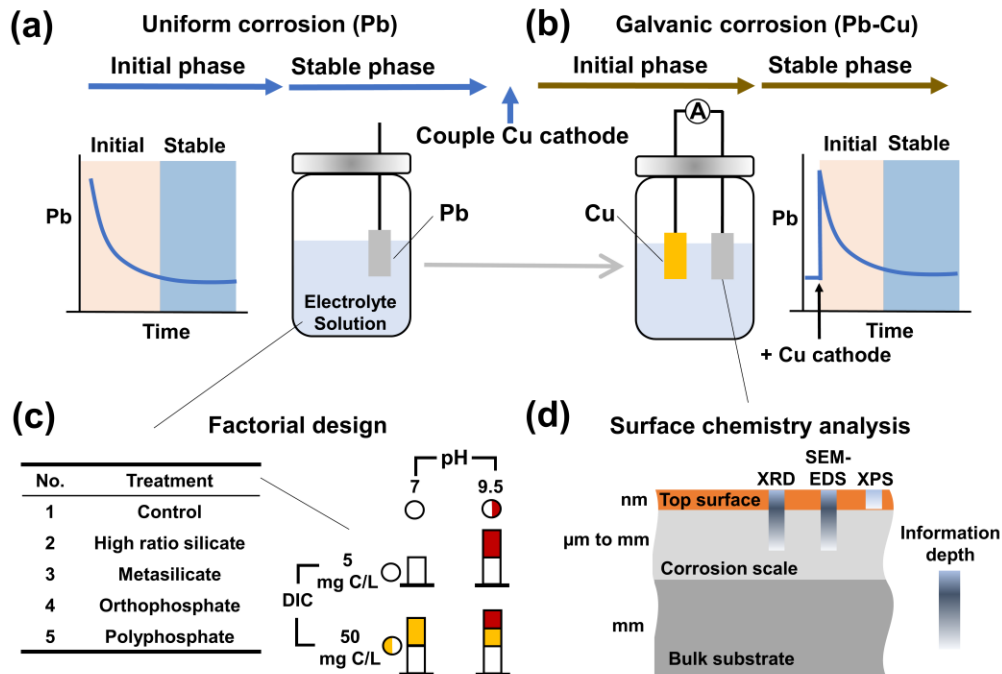 (a)
Uniform corrosion (Pb)
Initial phase
Stable phase
Couple Cu cathode
Initial
Stable
Pb
Time
Pb
Electrolyte
Solution
(b)
Galvanic corrosion (Pb-Cu)
Initial phase
Stable phase
A
Cu
Initial
Stable
Pb
Time
+ Cu cathode
(c)
Factorial design
No.
Treatment
1
Control
2
High ratio silicate
3
Metasilicate
4
Orthophosphate
5
Polyphosphate
pH
7
9.5
DIC
5
mg C/L
50
mg C/L
(d)
Surface chemistry analysis
XRD
SEM-
EDS
XPS
nm
Top surface
µm to mm
Corrosion scale
mm
Bulk substrate
Information
depth